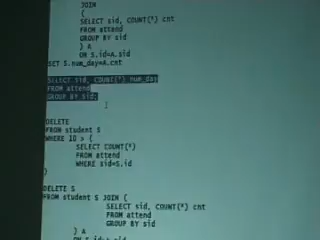 JOIN
(
SELECT sid, COUNT(*) cnt
FROM attend
GROUP BY sid
) A
ON S.id=A.sid
SET S.num_day=A.cnt
SELECT sid, COUNT(*) num_day
FROM attend
GROUP BY sid;
DELETE
FROM student S
WHERE 10 > (
SELECT COUNT(*)
FROM attend
WHERE sid=S.id
)
DELETE S
FROM student S JOIN (
SELECT sid, COUNT(*) cnt
FROM attend
GROUP BY sid
) A